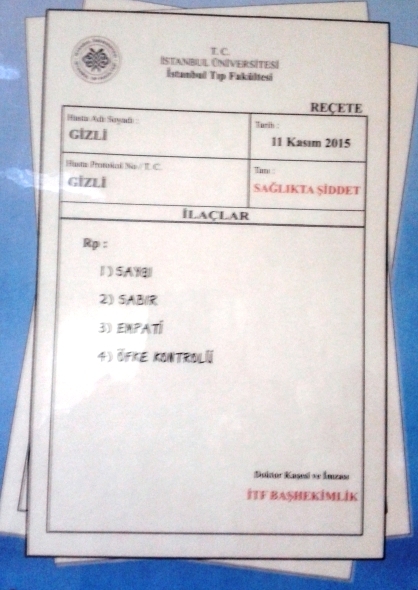 T. C.
İSTANBUL ÜNİVERSİTESİ
İstanbul Tıp Fakültesi
REÇETE
Hasta Adı Soyadı :
GİZLİ
Tarih :
11 Kasım 2015
Hasta Protokol No / T. C.
GİZLİ
Tanı :
SAĞLIKTA ŞİDDET
İLAÇLAR
Rp :
1) SAYGI
2) SABIR
3) EMPATİ
4) ÖFKE KONTROLÜ
Doktor Kaşesi ve İmzası
İTF BAŞHEKİMLİK